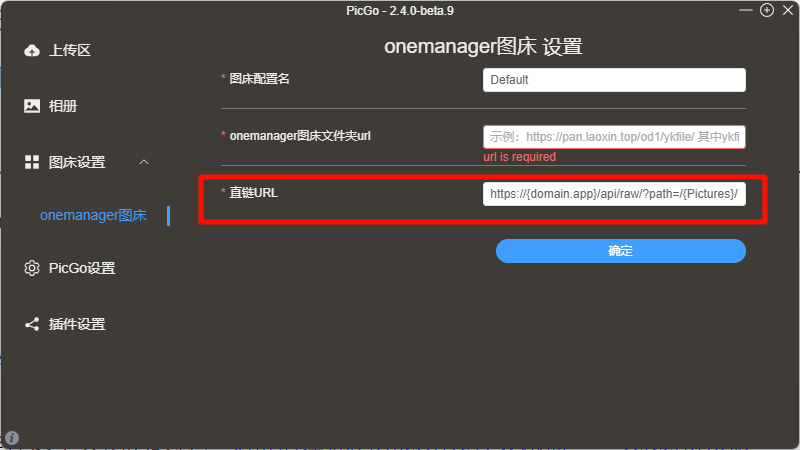 PicGo - 2.4.0-beta.9
上传区
相册
图床设置
onemanager图床
PicGo设置
插件设置
onemanager图床 设置
* 图床配置名
Default
* onemanager图床文件夹url
示例：https://pan.laoxin.top/od1/ykfile/ 其中ykfi
url is required
* 直链URL
https://{domain.app}/api/raw/?path=/{Pictures}/
确定